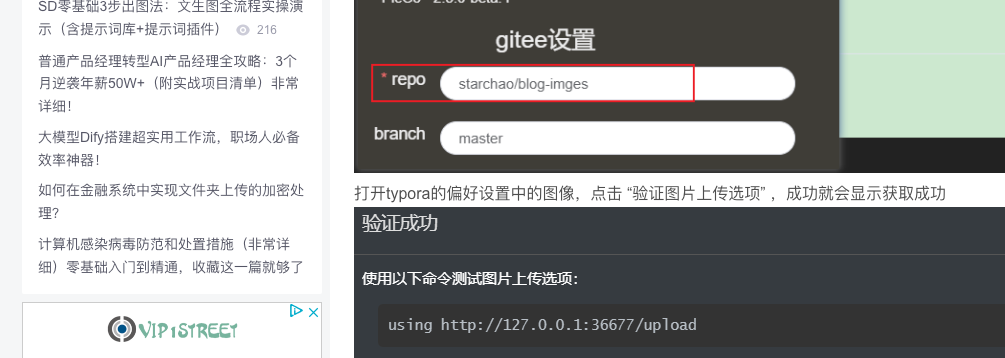 SD零基础3步出图法：文生图全流程实操演
示（含提示词库+提示词插件） 216
普通产品经理转型AI产品经理全攻略：3个
月逆袭年薪50W+（附实战项目清单）非常
详细！
大模型Dify搭建超实用工作流，职场人必备
效率神器！
如何在金融系统中实现文件夹上传的加密处
理？
计算机感染病毒防范和处置措施（非常详
细）零基础入门到精通，收藏这一篇就够了
VIP1STREET
gitee设置
* repo starchao/blog-imges
branch master
打开typora的偏好设置中的图像，点击 “验证图片上传选项” ，成功就会显示获取成功
验证成功
使用以下命令测试图片上传选项：
using http://127.0.0.1:36677/upload